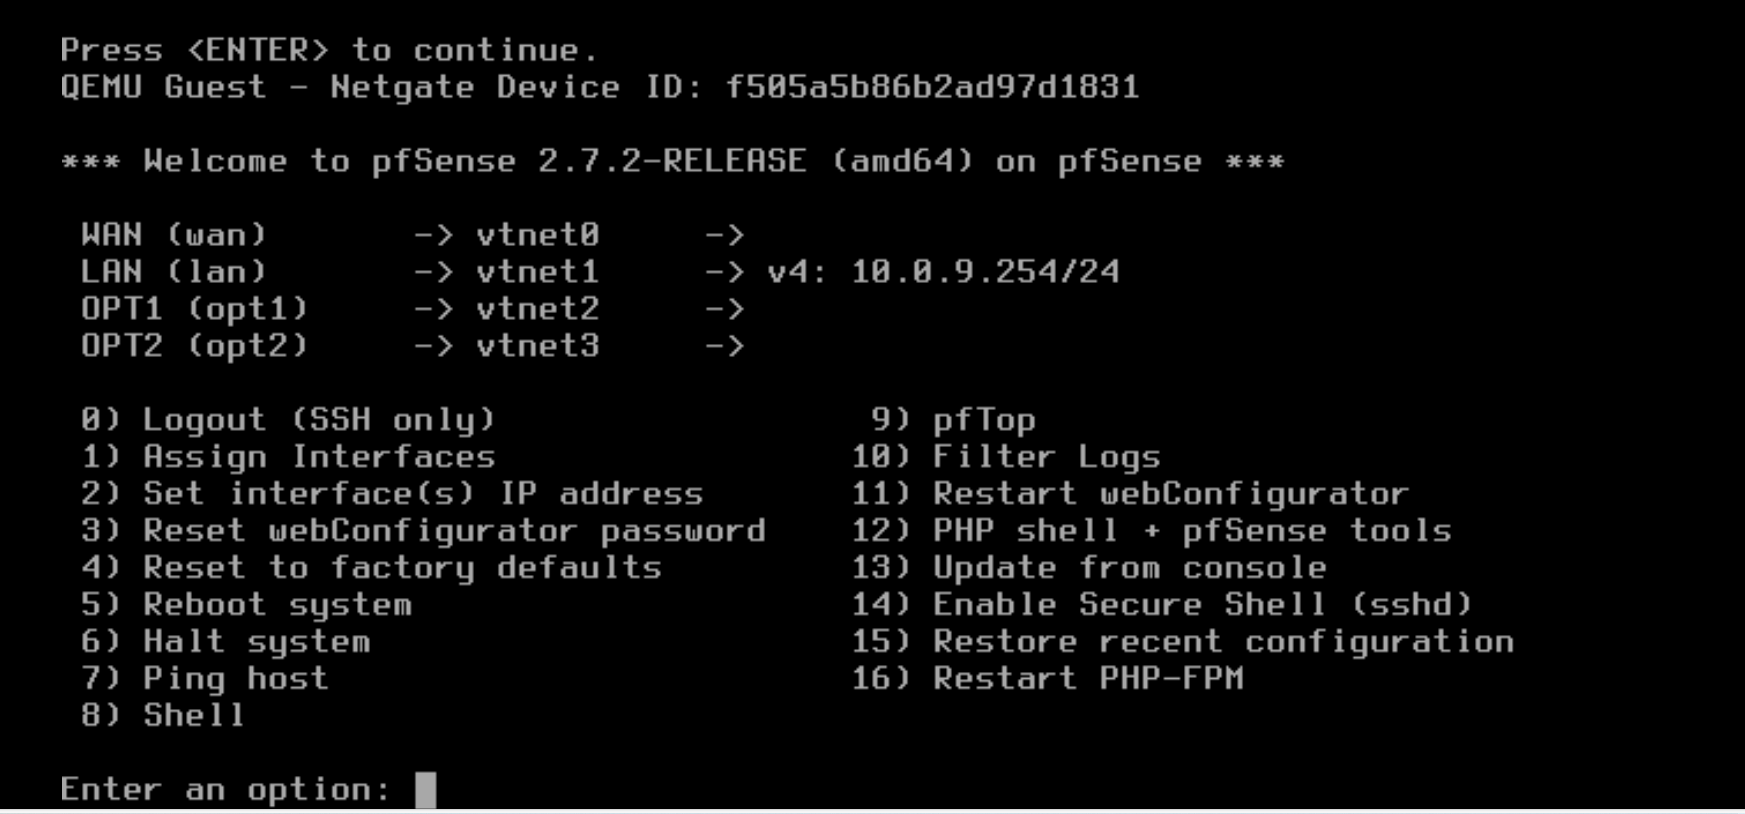 Press <ENTER> to continue.
QEMU Guest - Netgate Device ID: f505a5b86b2ad97d1831
*** Welcome to pfSense 2.7.2-RELEASE (amd64) on pfSense ***
WAN (wan) -> vtnet0 ->
LAN (lan) -> vtnet1 -> v4: 10.0.9.254/24
OPT1 (opt1) -> vtnet2 ->
OPT2 (opt2) -> vtnet3 ->
0) Logout (SSH only) 9) pfTop
1) Assign Interfaces 10) Filter Logs
2) Set interface(s) IP address 11) Restart webConfigurator
3) Reset webConfigurator password 12) PHP shell + pfSense tools
4) Reset to factory defaults 13) Update from console
5) Reboot system 14) Enable Secure Shell (sshd)
6) Halt system 15) Restore recent configuration
7) Ping host 16) Restart PHP-FPM
8) Shell
Enter an option: